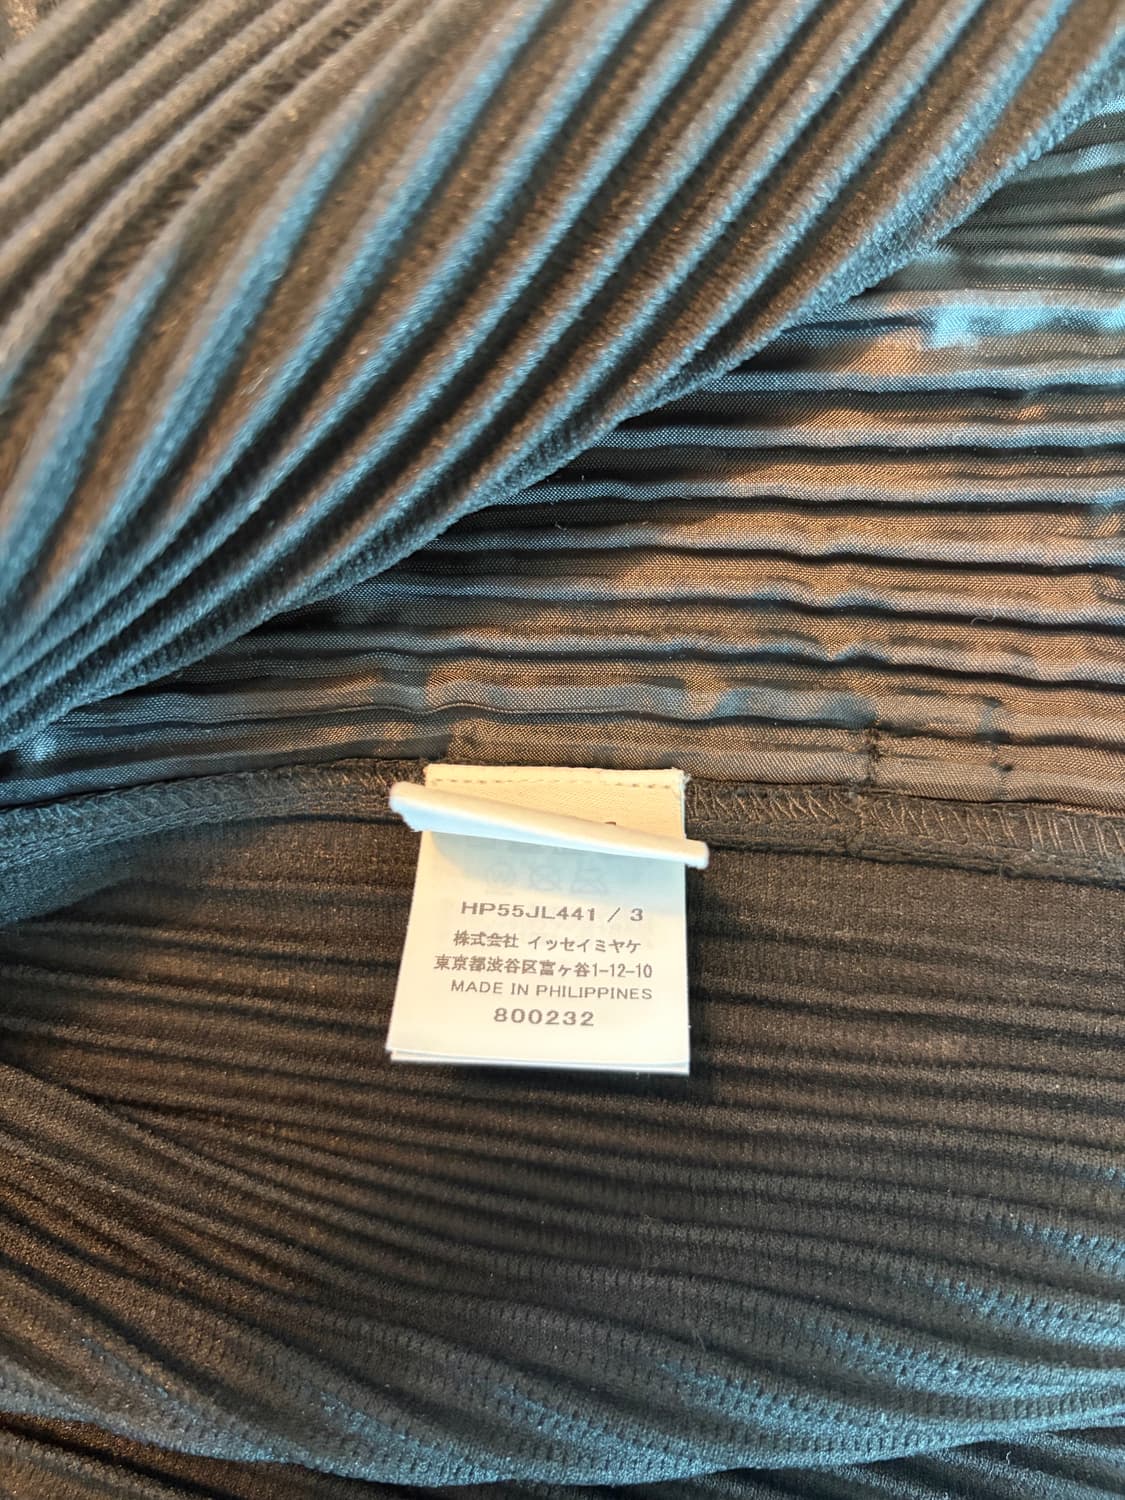 HP55JL441 / 3
株式会社 イッセイミヤケ
東京都渋谷区富ヶ谷1-12-10
MADE IN PHILIPPINES
800232